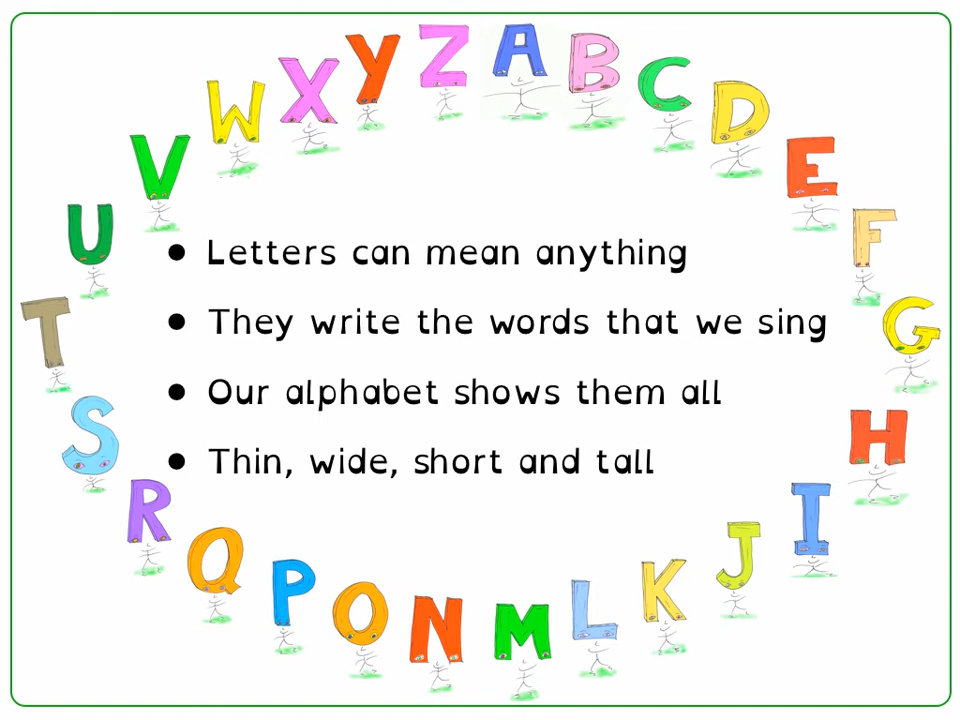 A B C D E F G H I J K L M N O P Q R S T U V W X Y Z
• Letters can mean anything
• They write the words that we sing
• Our alphabet shows them all
• Thin, wide, short and tall